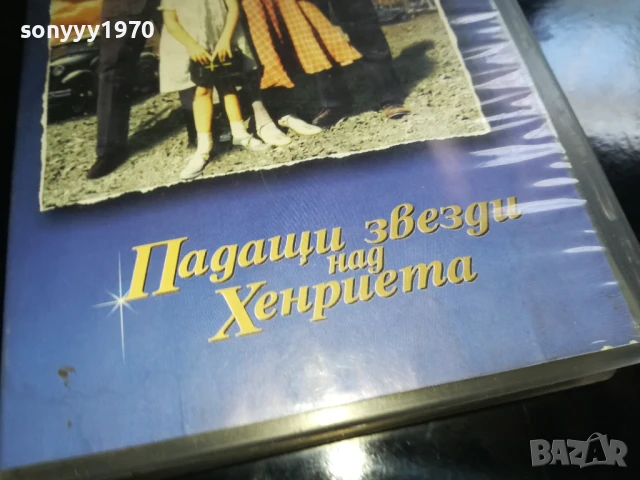 sonyyy1970
Падащи звезди
над
Хенриета
BAZAR